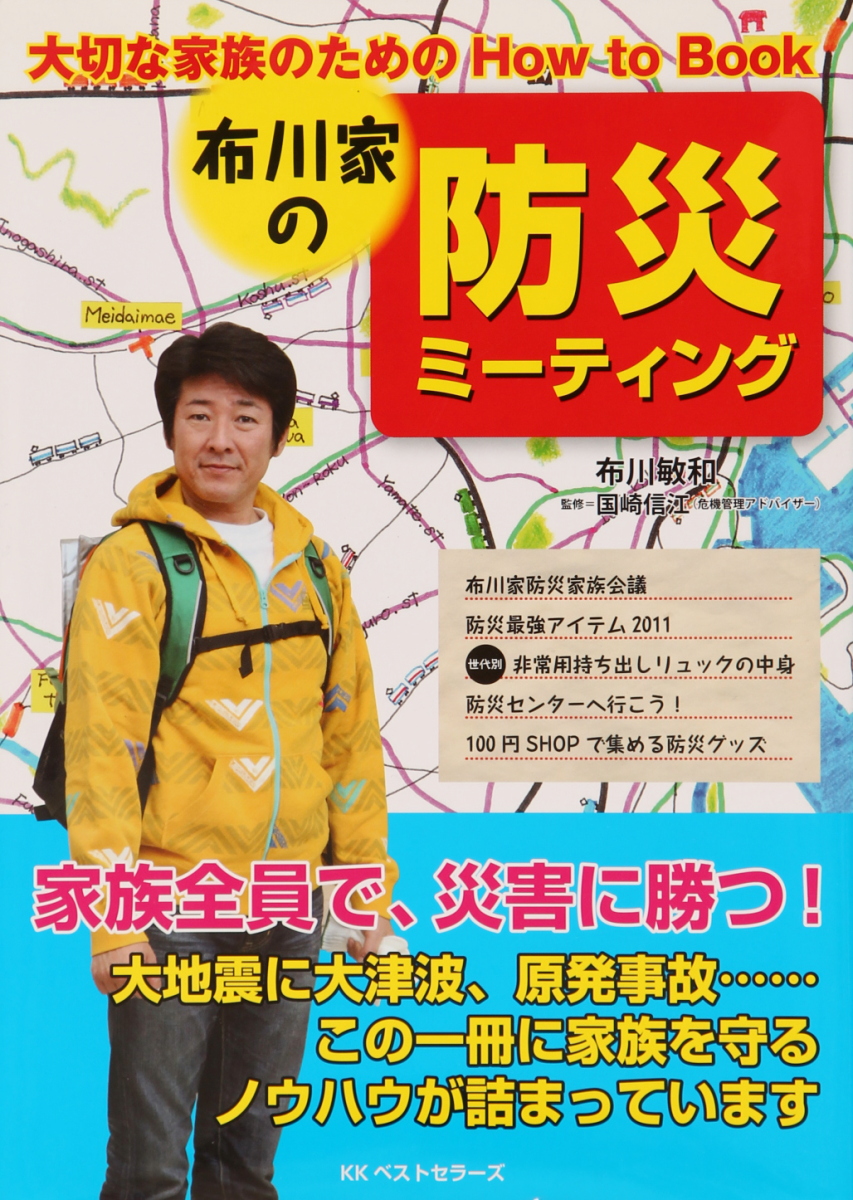 大切な家族のためのHow to Book
布川家
の
防災
ミーティング
Meidaimae
Koshu.st
布川敏和
監修=国崎信江(危機管理アドバイザー)
布川家防災家族会議
防災最強アイテム2011
世代別 非常用持ち出しリュックの中身
防災センターへ行こう!
100円SHOPで集める防災グッズ
家族全員で、災害に勝つ!
大地震に大津波、原発事故……
この一冊に家族を守る
ノウハウが詰まっています
KKベストセラーズ